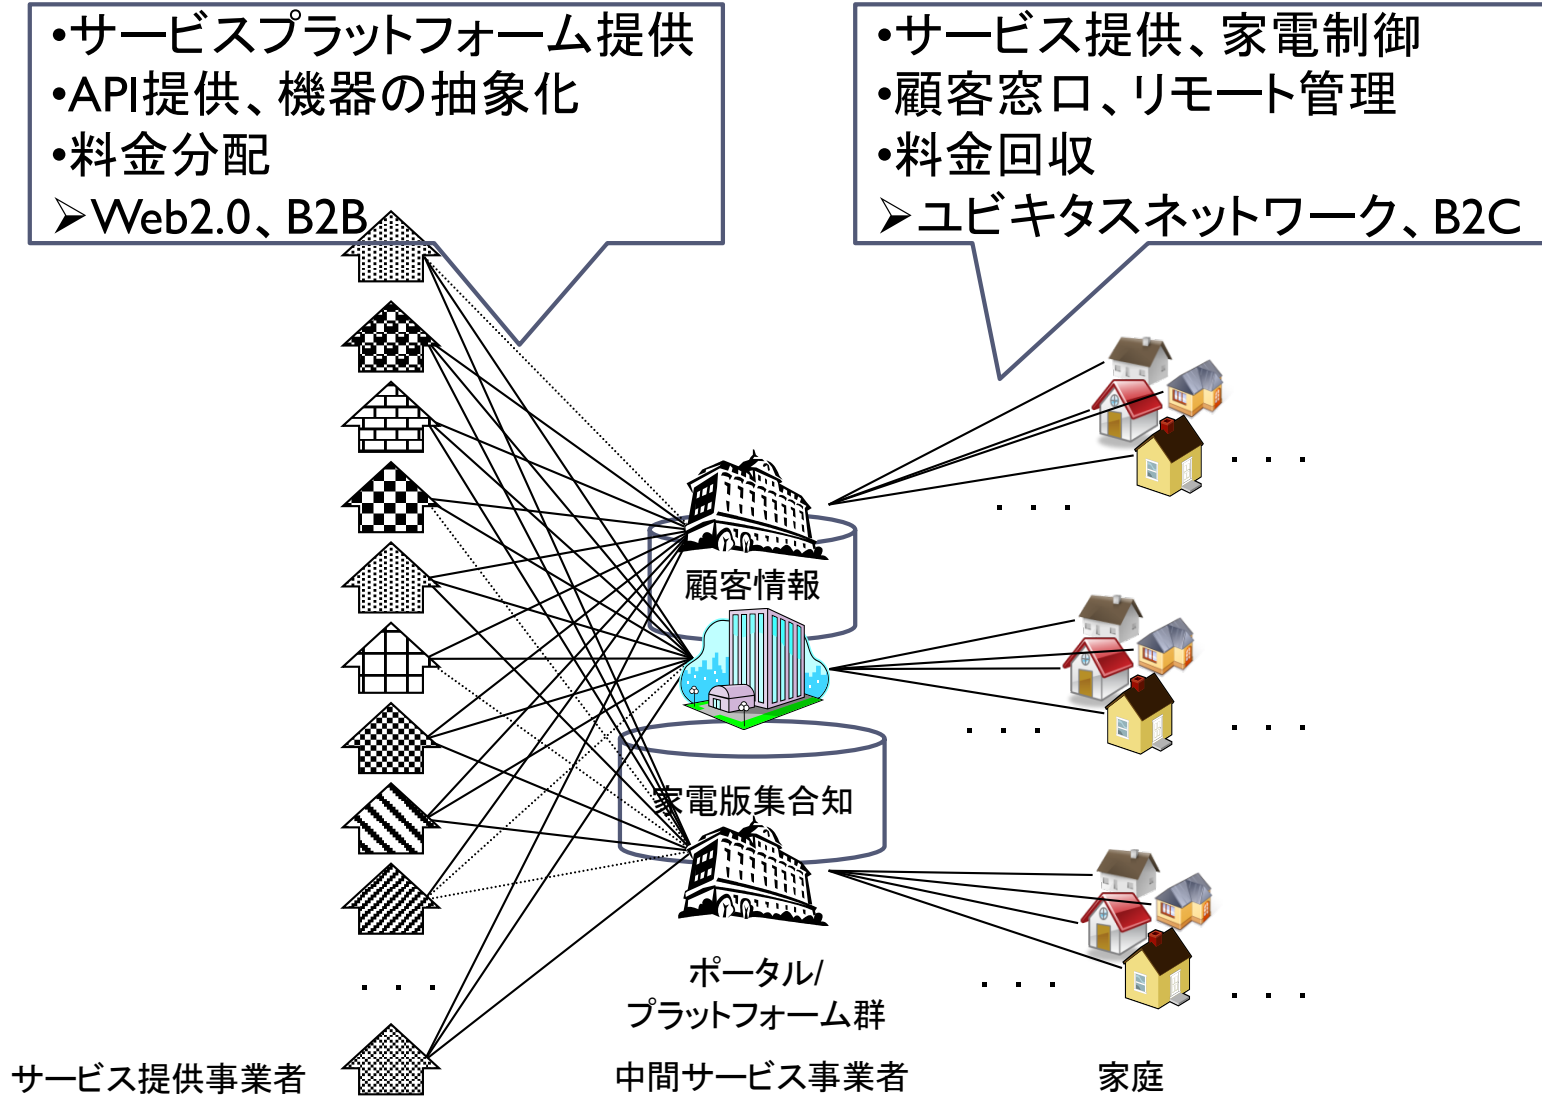 •サービスプラットフォーム提供
•API提供、機器の抽象化
•料金分配
➢Web2.0、B2B
•サービス提供、家電制御
•顧客窓口、リモート管理
•料金回収
➢ユビキタスネットワーク、B2C
顧客情報
家電版集合知
ポータル/
プラットフォーム群
サービス提供事業者
中間サービス事業者
家庭